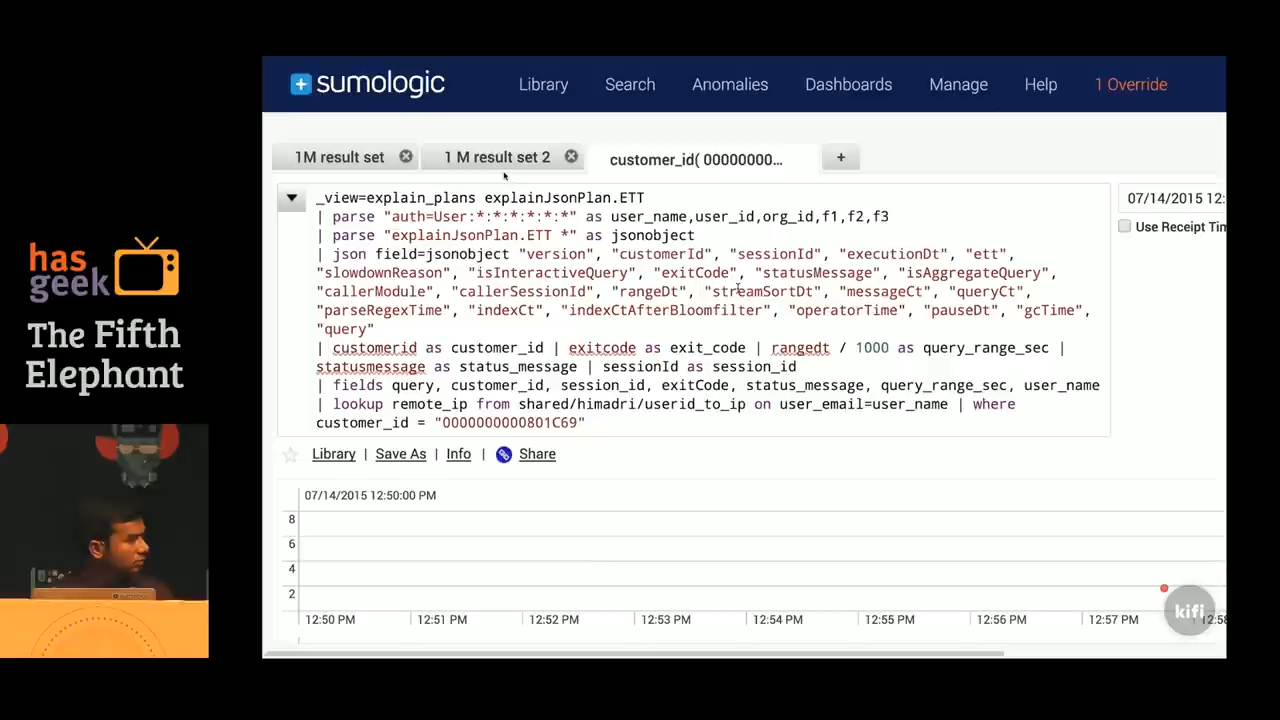 has
geek
The Fifth
Elephant
sumologic
Library
Search
Anomalies
Dashboards
Manage
Help
1 Override
1M result set
1 M result set 2
customer_id( 00000000...
+
_view=explain_plans explainJsonPlan.ETT
| parse "auth=User:*:*:*:*:*:*" as user_name,user_id,org_id,f1,f2,f3
| parse "explainJsonPlan.ETT *" as jsonobject
| json field=jsonobject "version", "customerId", "sessionId", "executionDt", "ett",
"slowdownReason", "isInteractiveQuery", "exitCode", "statusMessage", "isAggregateQuery",
"callerModule", "callerSessionId", "rangeDt", "streamSortDt", "messageCt", "queryCt",
"parseRegexTime", "indexCt", "indexCtAfterBloomfilter", "operatorTime", "pauseDt", "gcTime",
"query"
| customerid as customer_id | exitcode as exit_code | rangedt / 1000 as query_range_sec |
statusmessage as status_message | sessionId as session_id
| fields query, customer_id, session_id, exitCode, status_message, query_range_sec, user_name
| lookup remote_ip from shared/himadri/userid_to_ip on user_email=user_name | where
customer_id = "0000000000801C69"
07/14/2015 12:
Use Receipt Tim
Library | Save As | Info | Share
07/14/2015 12:50:00 PM
8
6
4
2
12:50 PM
12:51 PM
12:52 PM
12:53 PM
12:54 PM
12:55 PM
12:56 PM
12:57 PM
12:58
kifi
sumologic